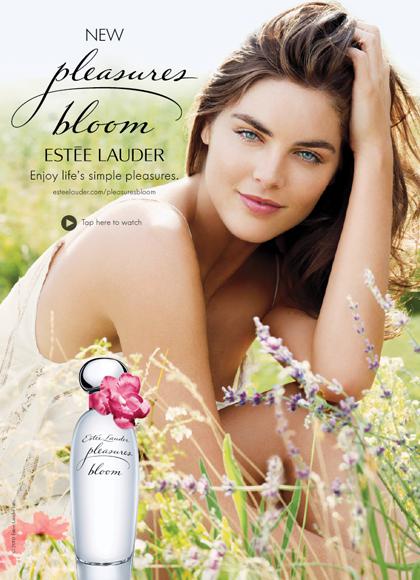 NEW
pleasures
bloom
ESTĒE LAUDER
Enjoy life's simple pleasures.
esteelauder.com/pleasuresbloom
Tap here to watch
Estēe Lauder
pleasures
bloom